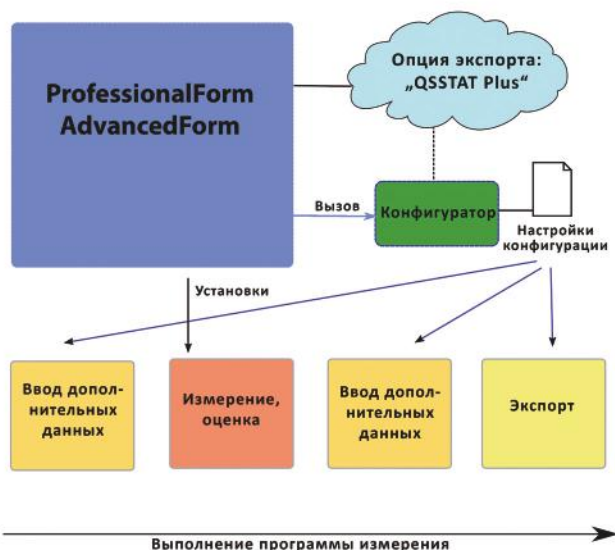 ProfessionalForm
AdvancedForm
Опция экспорта:
„QSSTAT Plus“
Вызов
Конфигуратор
Настройки
конфигурации
Установки
Ввод допол-
нительных
данных
Измерение,
оценка
Ввод допол-
нительных
данных
Экспорт
Выполнение программы измерения